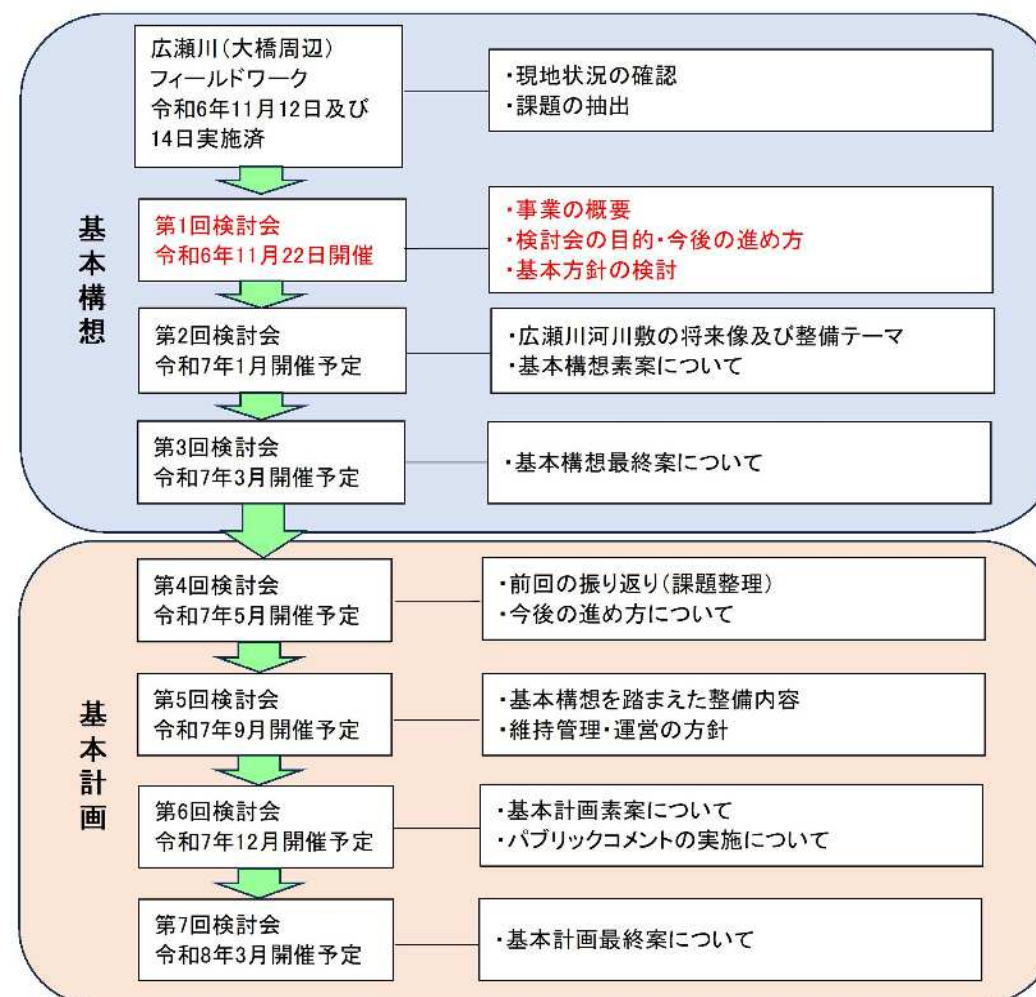 基本構想
広瀬川(大橋周辺)
フィールドワーク
令和6年11月12日及び
14日実施済
・現地状況の確認
・課題の抽出
第1回検討会
令和6年11月22日開催
・事業の概要
・検討会の目的・今後の進め方
・基本方針の検討
第2回検討会
令和7年1月開催予定
・広瀬川河川敷の将来像及び整備テーマ
・基本構想素案について
第3回検討会
令和7年3月開催予定
・基本構想最終案について
基本計画
第4回検討会
令和7年5月開催予定
・前回の振り返り(課題整理)
・今後の進め方について
第5回検討会
令和7年9月開催予定
・基本構想を踏まえた整備内容
・維持管理・運営の方針
第6回検討会
令和7年12月開催予定
・基本計画素案について
・パブリックコメントの実施について
第7回検討会
令和8年3月開催予定
・基本計画最終案について